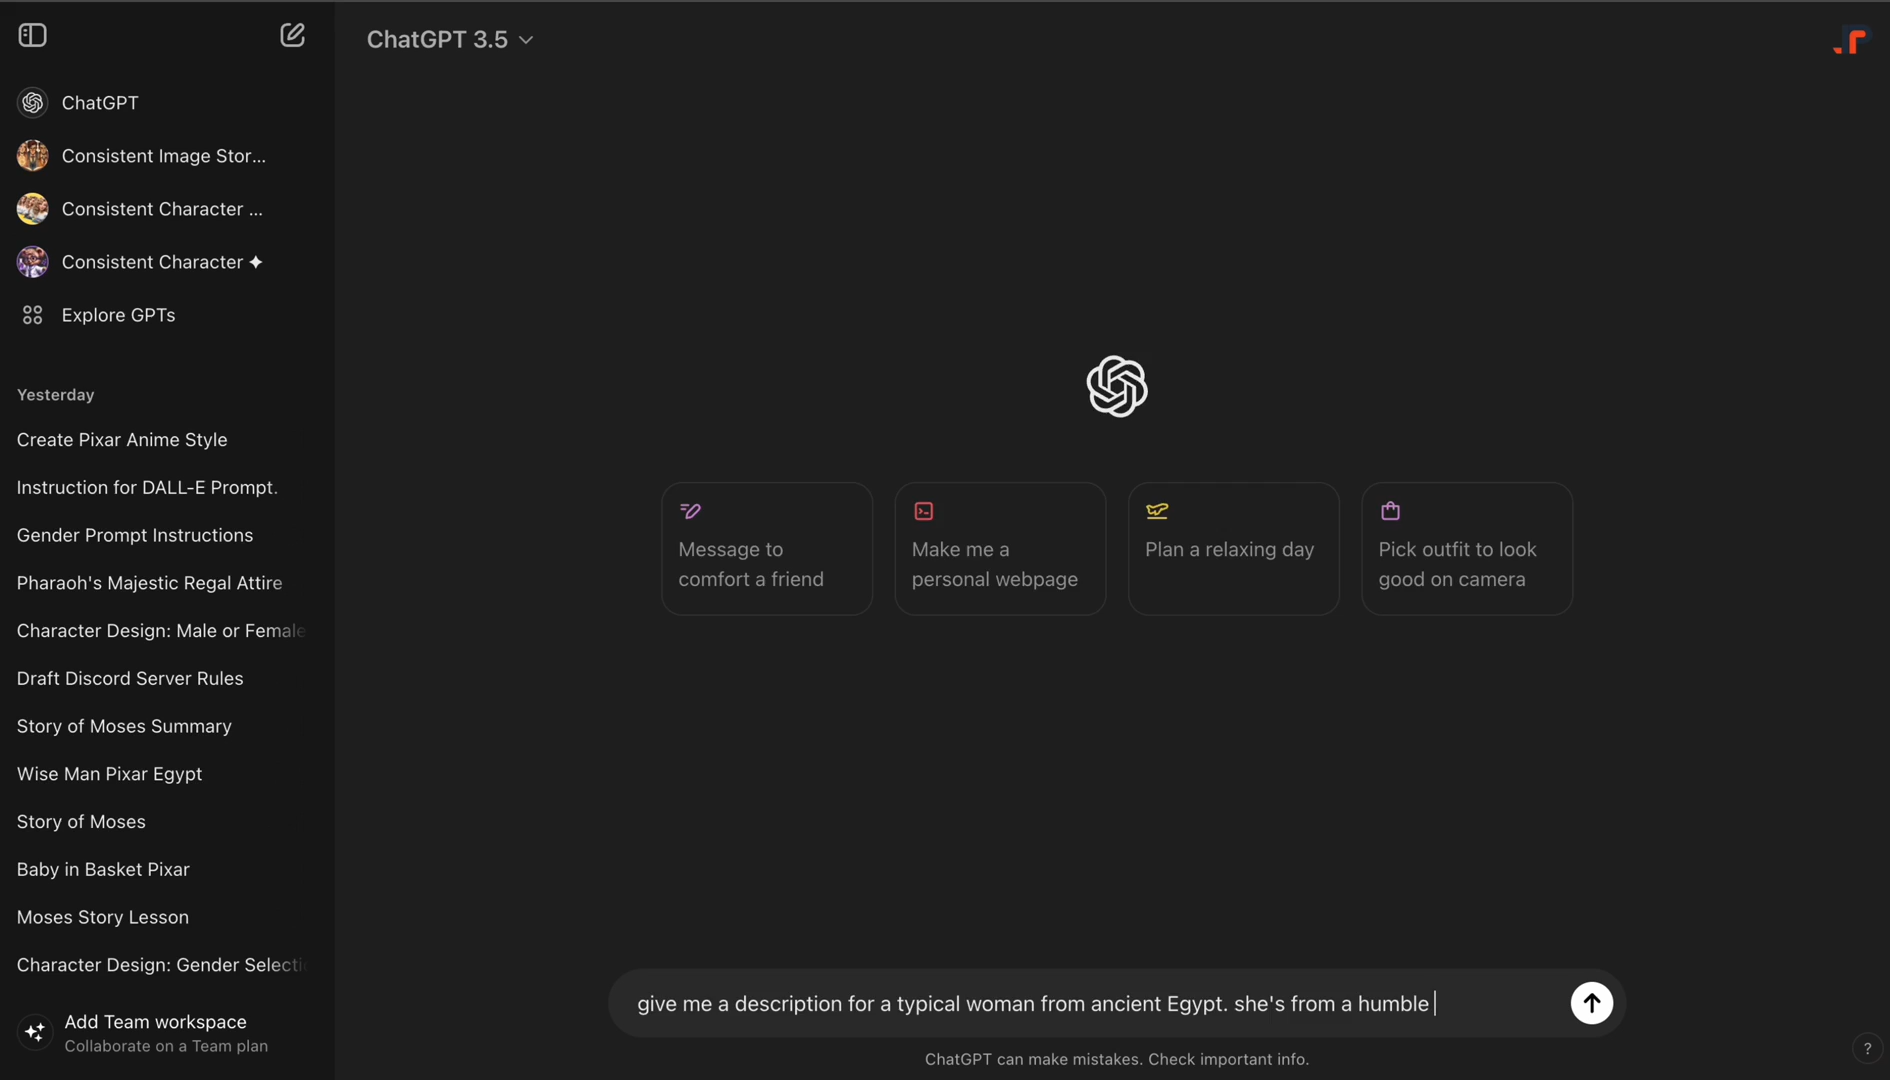 ChatGPT 3.5
ChatGPT
Consistent Image Stor...
Consistent Character ...
Consistent Character ✦
Explore GPTs
Yesterday
Create Pixar Anime Style
Instruction for DALL-E Prompt.
Gender Prompt Instructions
Pharaoh's Majestic Regal Attire
Character Design: Male or Female
Draft Discord Server Rules
Story of Moses Summary
Wise Man Pixar Egypt
Story of Moses
Baby in Basket Pixar
Moses Story Lesson
Character Design: Gender Selecti
Add Team workspace
Collaborate on a Team plan
Message to
comfort a friend
Make me a
personal webpage
Plan a relaxing day
Pick outfit to look
good on camera
give me a description for a typical woman from ancient Egypt. she's from a humble
ChatGPT can make mistakes. Check important info.
?